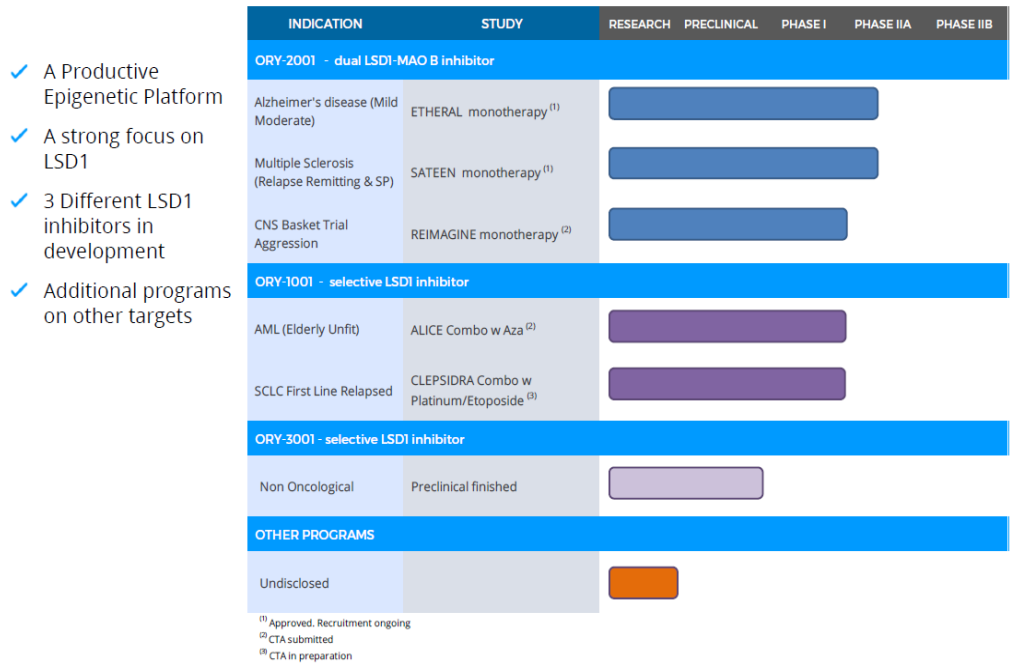 ✓ A Productive
Epigenetic Platform
✓ A strong focus on
LSD1
✓ 3 Different LSD1
inhibitors in
development
✓ Additional programs
on other targets
INDICATION STUDY RESEARCH PRECLINICAL PHASE I PHASE IIA PHASE IIB
ORY-2001 - dual LSD1-MAO B inhibitor
Alzheimer's disease (Mild
Moderate)
ETHERAL monotherapy (1)
Multiple Sclerosis
(Relapse Remitting & SP)
SATEEN monotherapy (1)
CNS Basket Trial
Aggression
REIMAGINE monotherapy (2)
ORY-1001 - selective LSD1 inhibitor
AML (Elderly Unfit) ALICE Combo w Aza (2)
SCLC First Line Relapsed
CLEPSIDRA Combo w
Platinum/Etoposide (3)
ORY-3001 - selective LSD1 inhibitor
Non Oncological Preclinical finished
OTHER PROGRAMS
Undisclosed
(1) Approved. Recruitment ongoing
(2) CTA submitted
(3) CTA in preparation